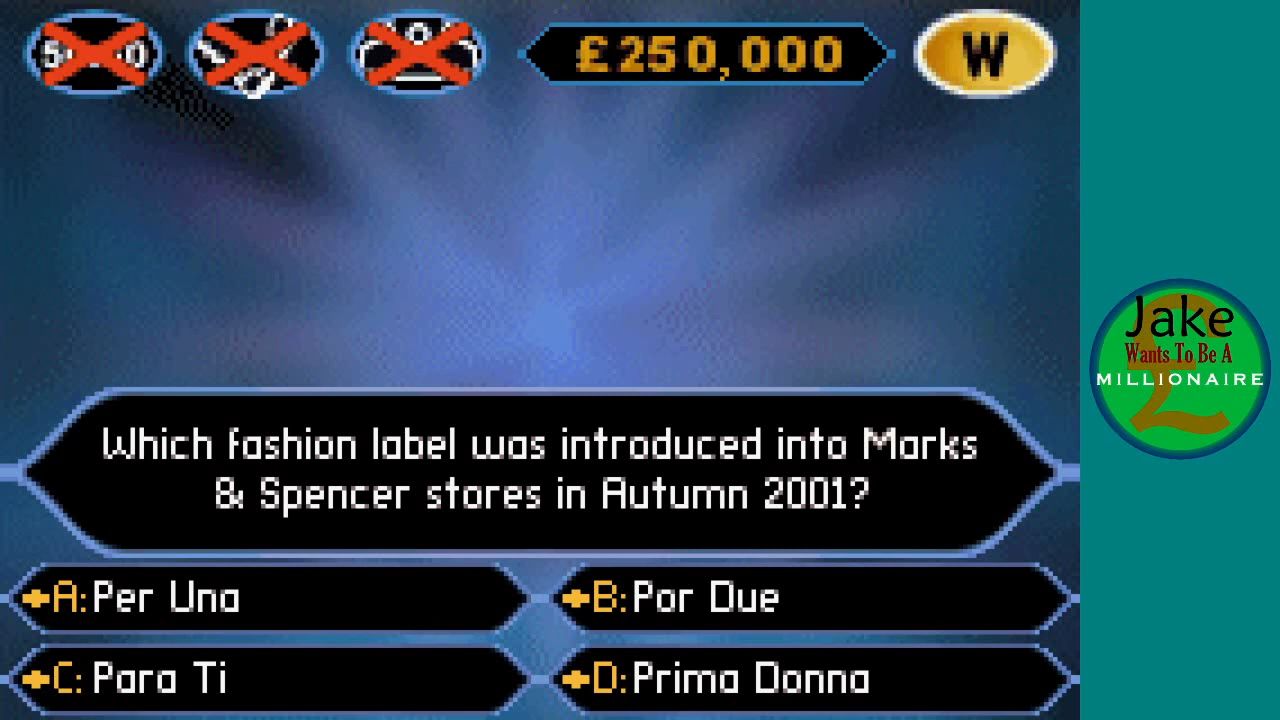 £250,000
W
Which fashion label was introduced into Marks
& Spencer stores in Autumn 2001?
A: Per Una
B: Por Due
C: Para Ti
D: Prima Donna
Jake
Wants To Be A
MILLIONAIRE
£